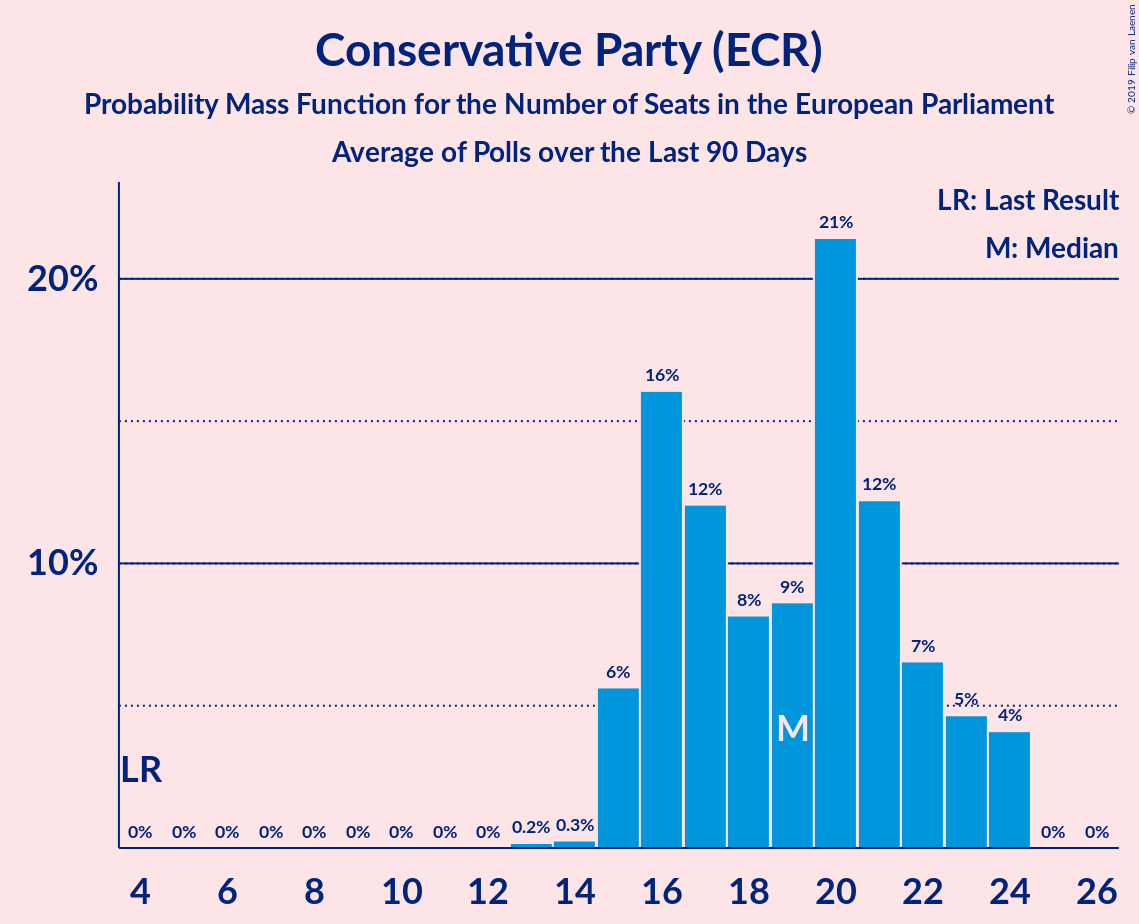 Conservative Party (ECR)
Probability Mass Function for the Number of Seats in the European Parliament
Average of Polls over the Last 90 Days
© 2019 Filip van Laenen
LR: Last Result
M: Median
20%
10%
21%
16%
12%
12%
8%
9%
7%
6%
5%
4%
M
LR
0% 0% 0% 0% 0% 0% 0% 0% 0% 0.2% 0.3% 0% 0%
4 6 8 10 12 14 16 18 20 22 24 26